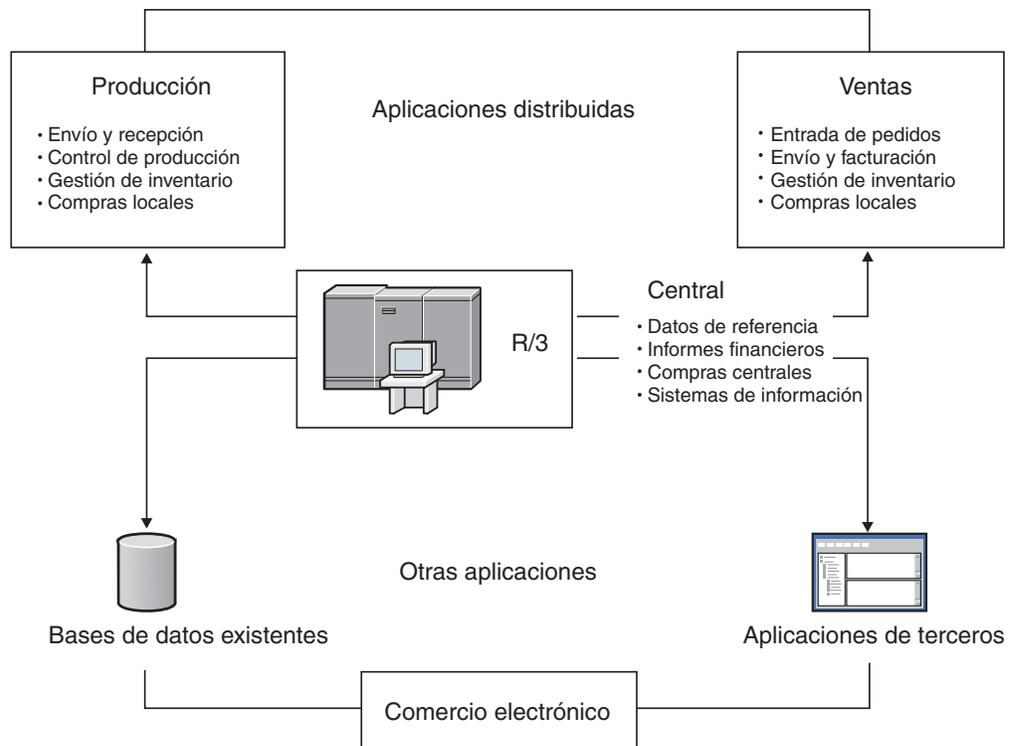 Producción
· Envío y recepción
· Control de producción
· Gestión de inventario
· Compras locales
Aplicaciones distribuidas
Ventas
· Entrada de pedidos
· Envío y facturación
· Gestión de inventario
· Compras locales
R/3
Central
· Datos de referencia
· Informes financieros
· Compras centrales
· Sistemas de información
Otras aplicaciones
Bases de datos existentes
Aplicaciones de terceros
Comercio electrónico